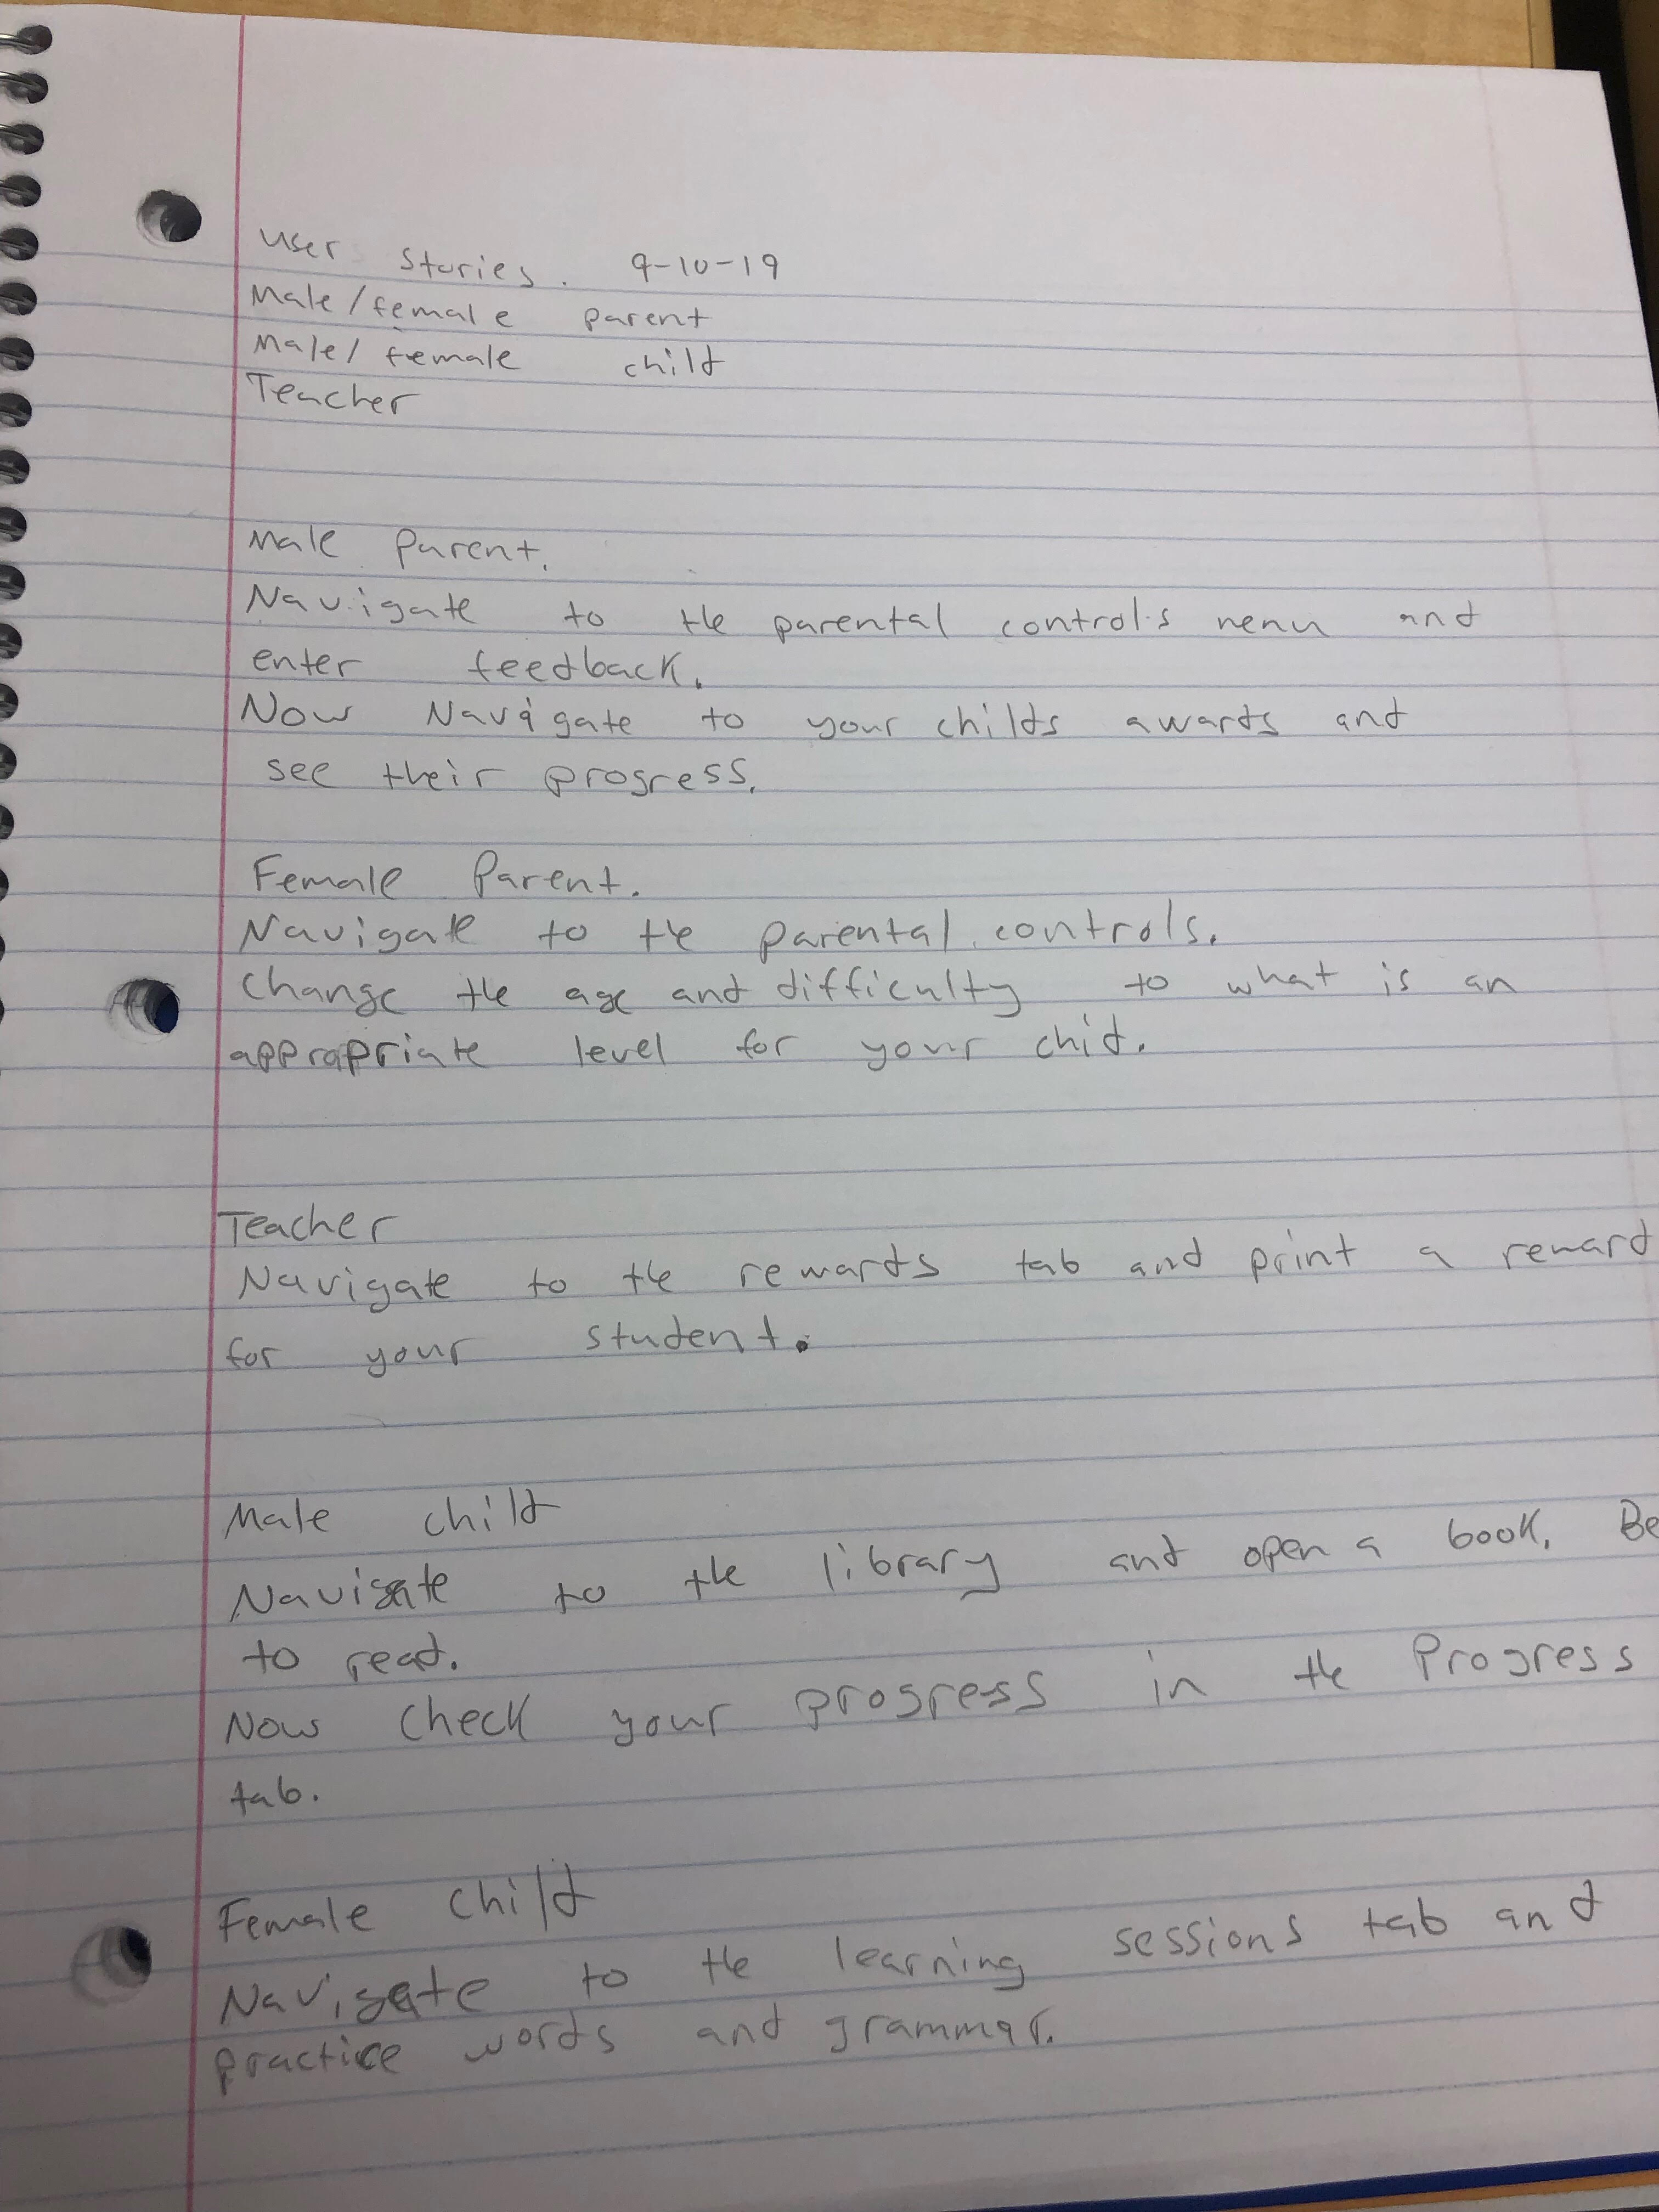 User Stories. 9-10-19
Male/female parent
Male/female child
Teacher
Male Parent.
Navigate to the parental controls menu and
enter feedback.
Now Navigate to your childs awards and
see their progress.
Female Parent.
Navigate to the parental controls.
Change the age and difficulty to what is an
appropriate level for your chid.
Teacher
Navigate to the rewards tab and print a reward
for your student.
Male child
Navigate to the library and open a book. Be
to read.
Now check your progress in the Progress
tab.
Female Child
Navigate to the learning sessions tab and
practice words and grammar.